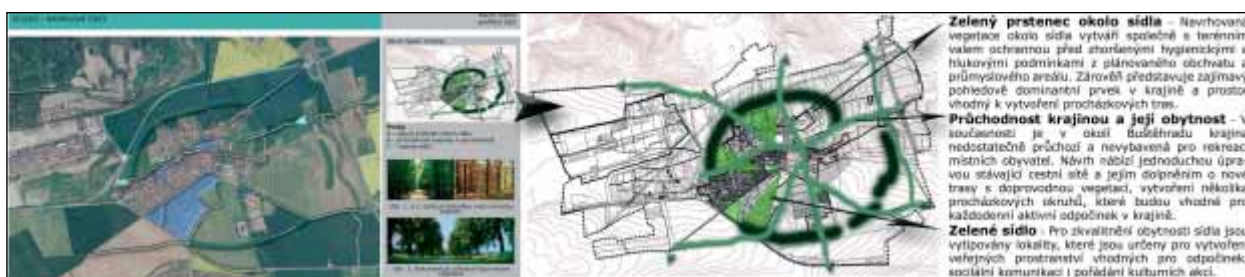 Zelený prstenec okolo sídla - Navrhovaná
vegetace okolo sídla vytváří společně s terénním
valem ochrannou před zhoršenými hygienickými a
hlukovými podmínkami z plánovaného obchvatu a
průmyslového areálu. Zárověň představuje zajímavý
pohledově dominantní prvek v krajině a prostor
vhodný k vytvoření procházkových tras.
Průchodnost krajinou a její obytnost - V
současnosti je v okolí Buštěhradu krajina
nedostatečně průchozí a nevybavená pro rekreaci
místních obyvatel. Návrh nabízí jednoduchou úpra-
vou stávající cestní sítě a jejím dolpněním o nové
trasy s doprovodnou vegetací, vytvoření několika
procházkových okruhů, které budou vhodné pro
každodenní aktivní odpočinek v krajině.
Zelené sídlo - Pro zkvalitnění obytnosti sídla jsou
vytipovány lokality, které jsou určeny pro vytvoření
veřejných prostranství vhodných pro odpočinek,
sociální komunikaci i pořádání kulturních akcí.